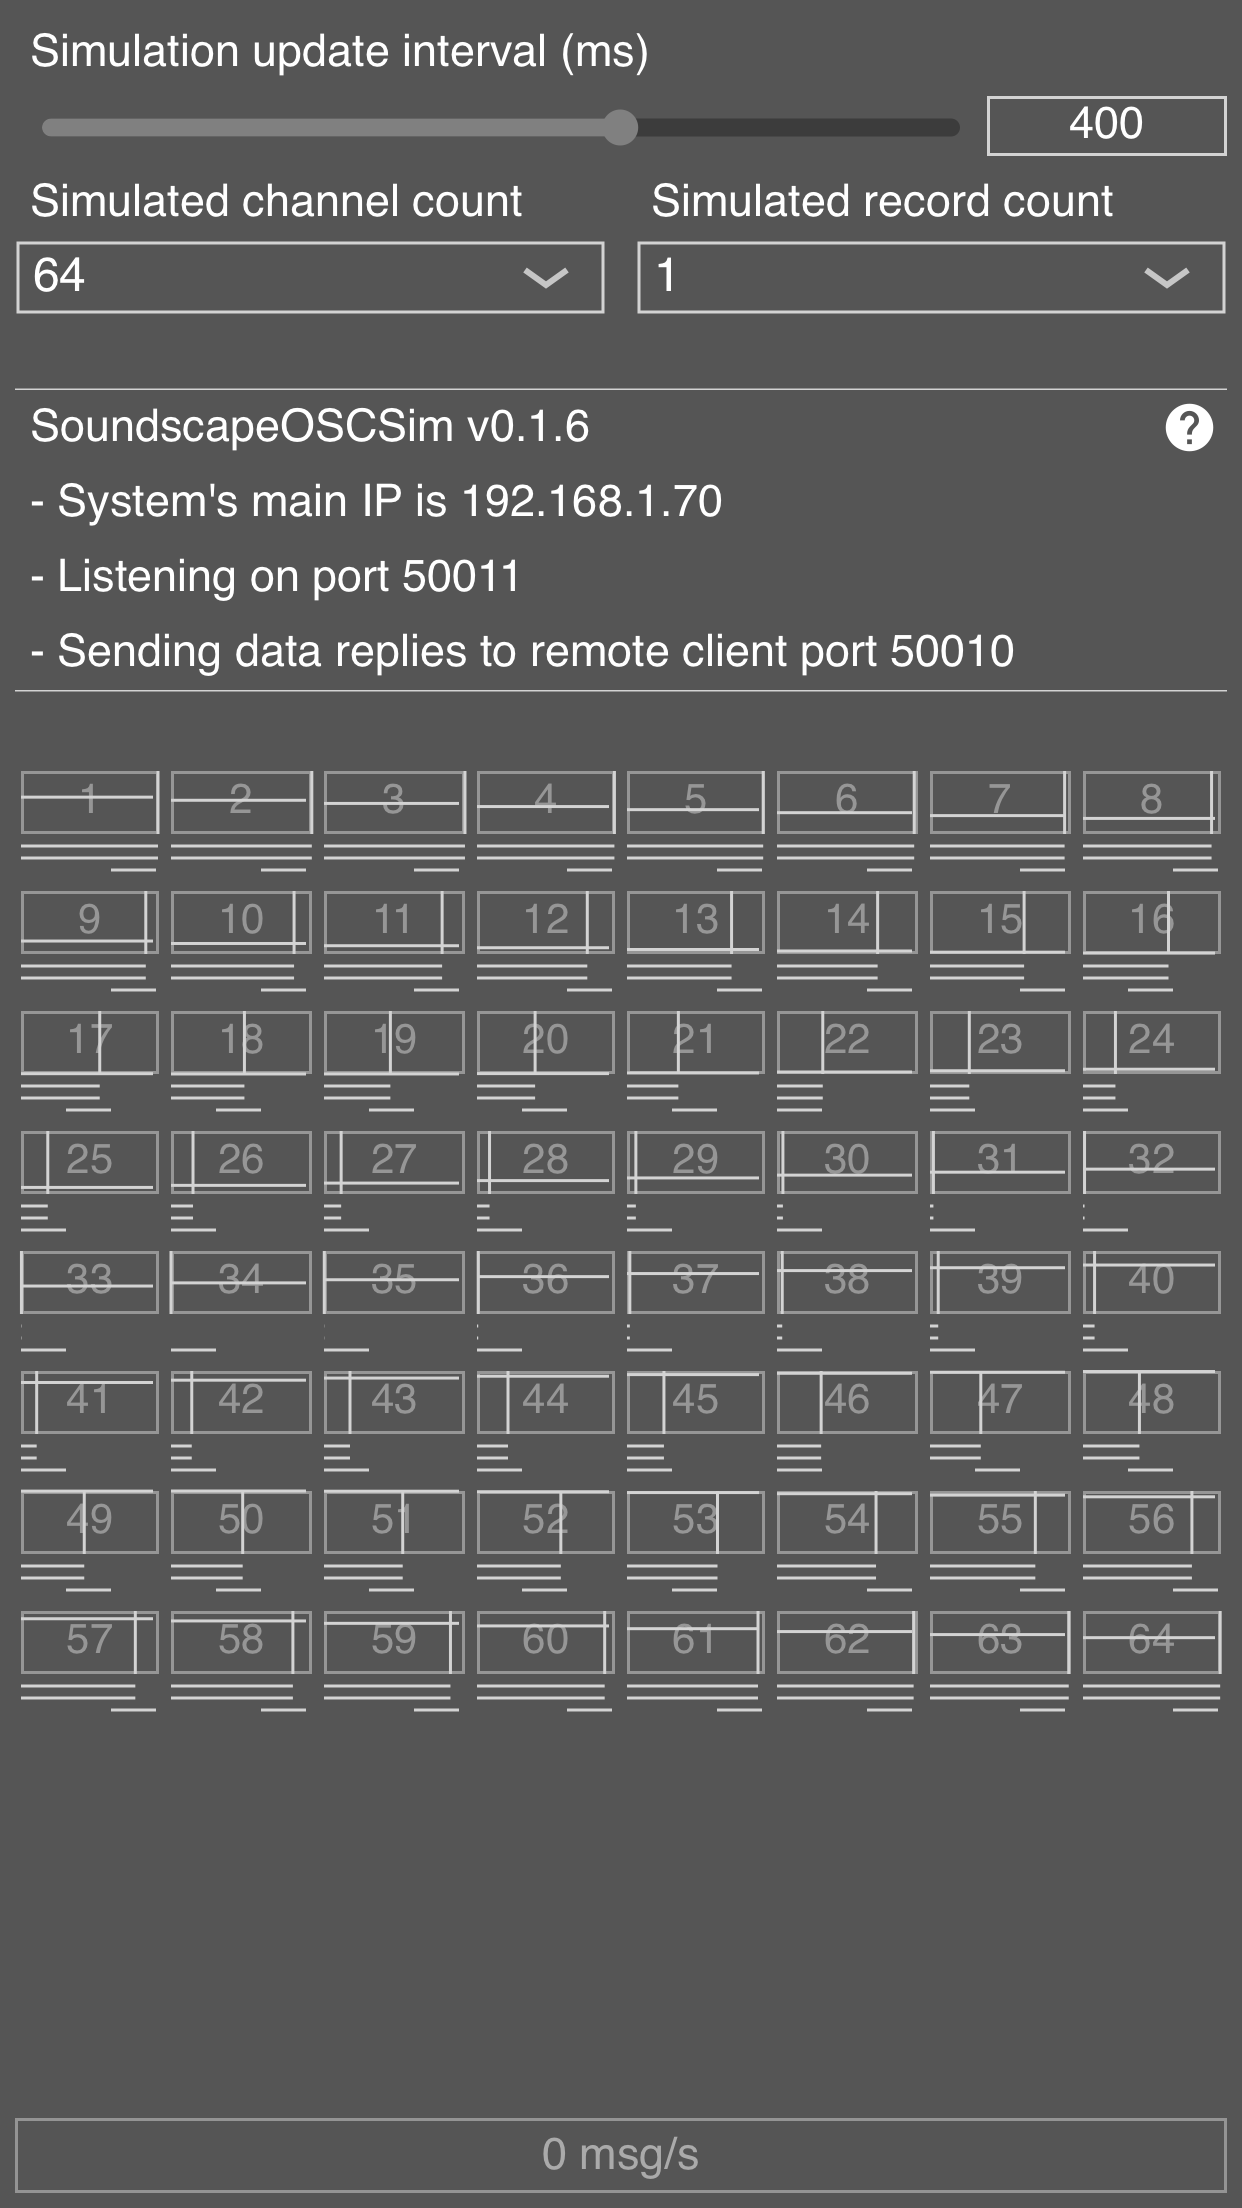 Simulation update interval (ms)
400
Simulated channel count Simulated record count
64 1
SoundscapeOSCSim v0.1.6 ?
- System's main IP is 192.168.1.70
- Listening on port 50011
- Sending data replies to remote client port 50010
1 2 3 4 5 6 7 8
9 10 11 12 13 14 15 16
17 18 19 20 21 22 23 24
25 26 27 28 29 30 31 32
33 34 35 36 37 38 39 40
41 42 43 44 45 46 47 48
49 50 51 52 53 54 55 56
57 58 59 60 61 62 63 64
0 msg/s